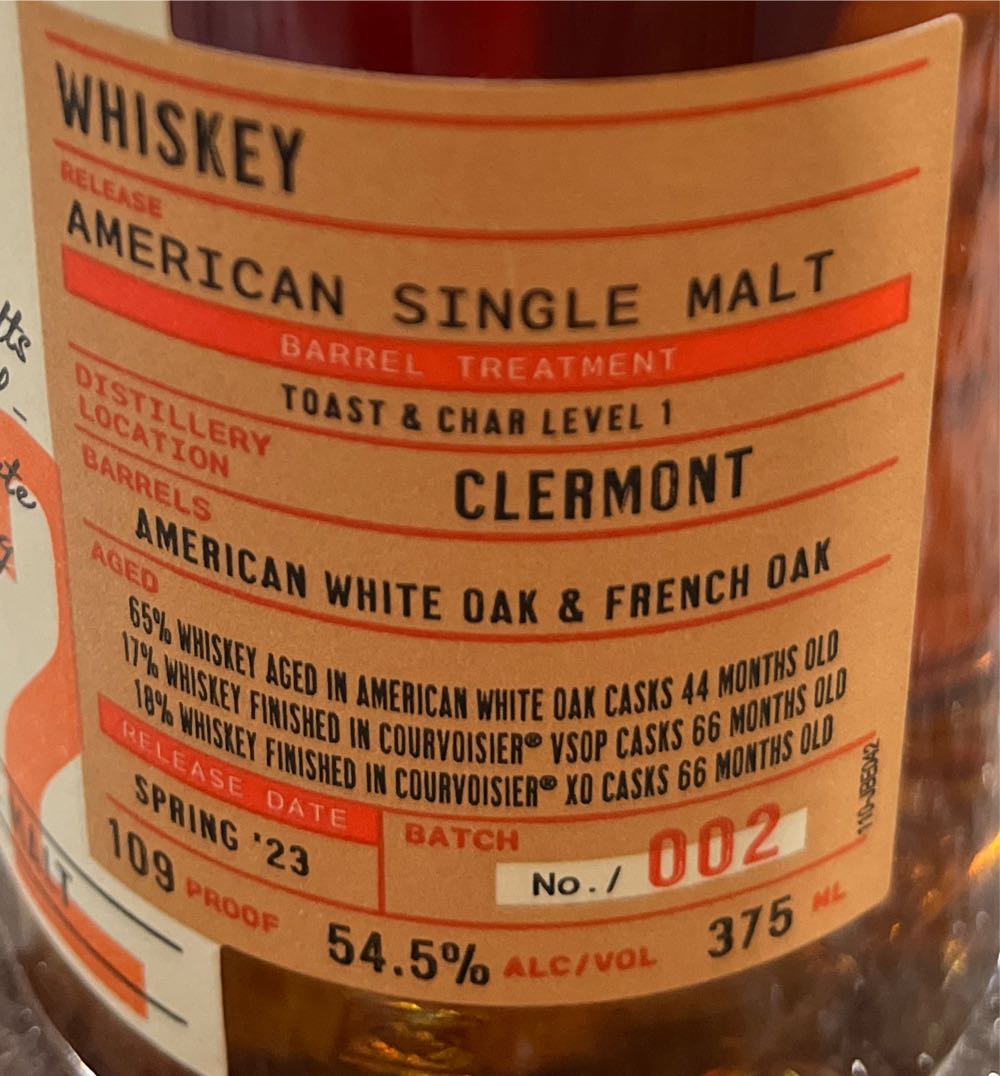 WHISKEY
RELEASE
AMERICAN SINGLE MALT
BARREL TREATMENT
TOAST & CHAR LEVEL 1
DISTILLERY
LOCATION
CLERMONT
BARRELS
AMERICAN WHITE OAK & FRENCH OAK
AGED
65% WHISKEY AGED IN AMERICAN WHITE OAK CASKS 44 MONTHS OLD
17% WHISKEY FINISHED IN COURVOISIER® VSOP CASKS 66 MONTHS OLD
18% WHISKEY FINISHED IN COURVOISIER® XO CASKS 66 MONTHS OLD
RELEASE DATE
SPRING '23
BATCH
No./ 002
109 PROOF
54.5% ALC/VOL
375 ML